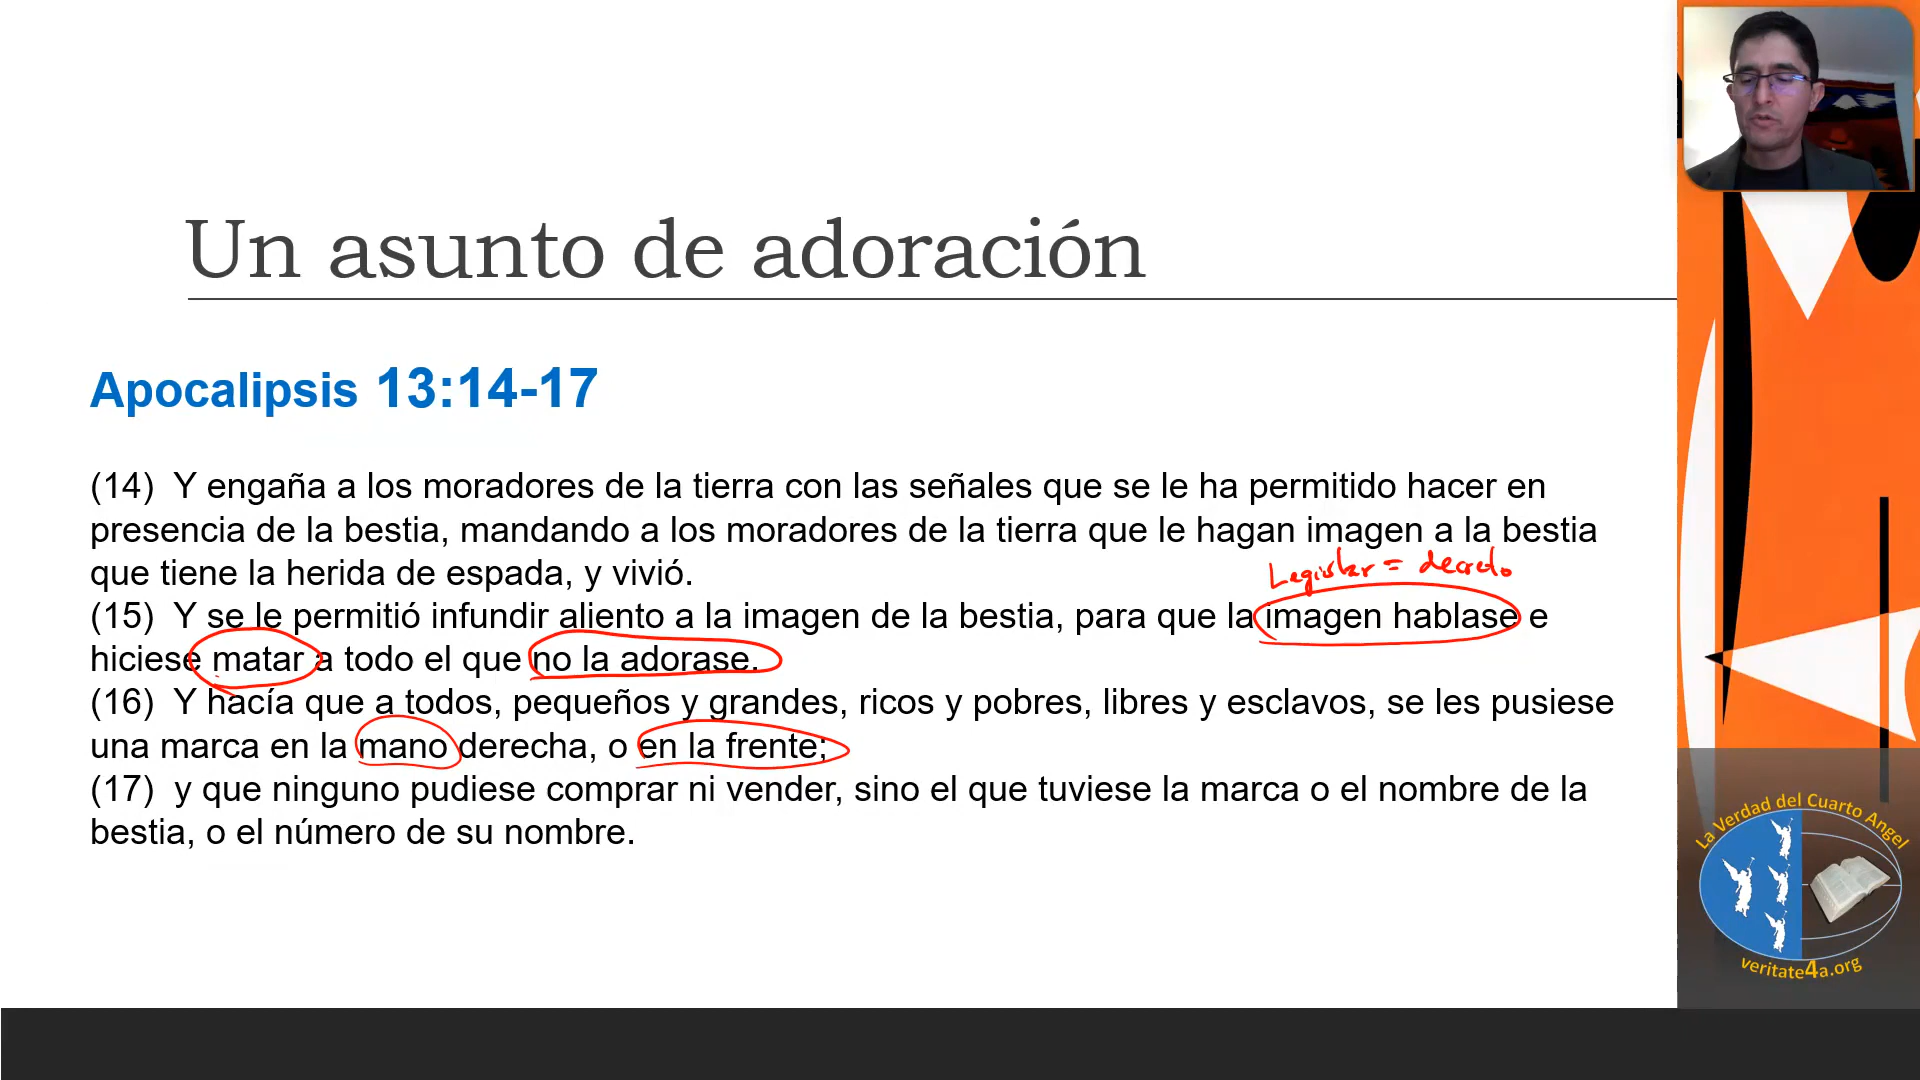 Un asunto de adoración
Apocalipsis 13:14-17
(14)  Y engaña a los moradores de la tierra con las señales que se le ha permitido hacer en
presencia de la bestia, mandando a los moradores de la tierra que le hagan imagen a la bestia
que tiene la herida de espada, y vivió.
Legislar = decreto
(15)  Y se le permitió infundir aliento a la imagen de la bestia, para que la imagen hablase e
hiciese matar a todo el que no la adorase.
(16)  Y hacía que a todos, pequeños y grandes, ricos y pobres, libres y esclavos, se les pusiese
una marca en la mano derecha, o en la frente;
(17)  y que ninguno pudiese comprar ni vender, sino el que tuviese la marca o el nombre de la
bestia, o el número de su nombre.
La Verdad del Cuarto Angel
veritate4a.org